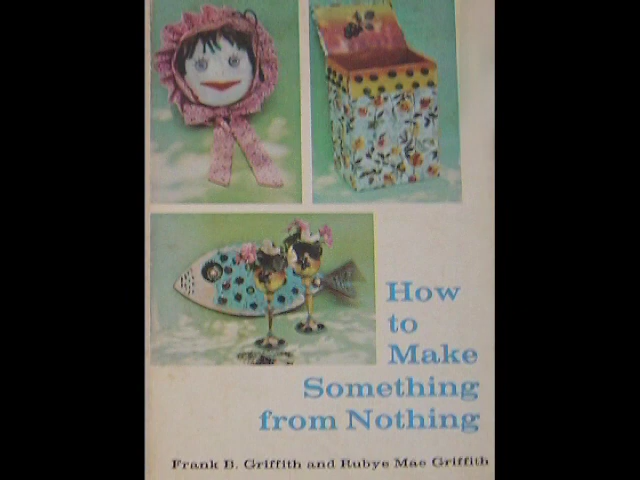 How
to
Make
Something
from Nothing
Frank B. Griffith and Rubye Mae Griffith